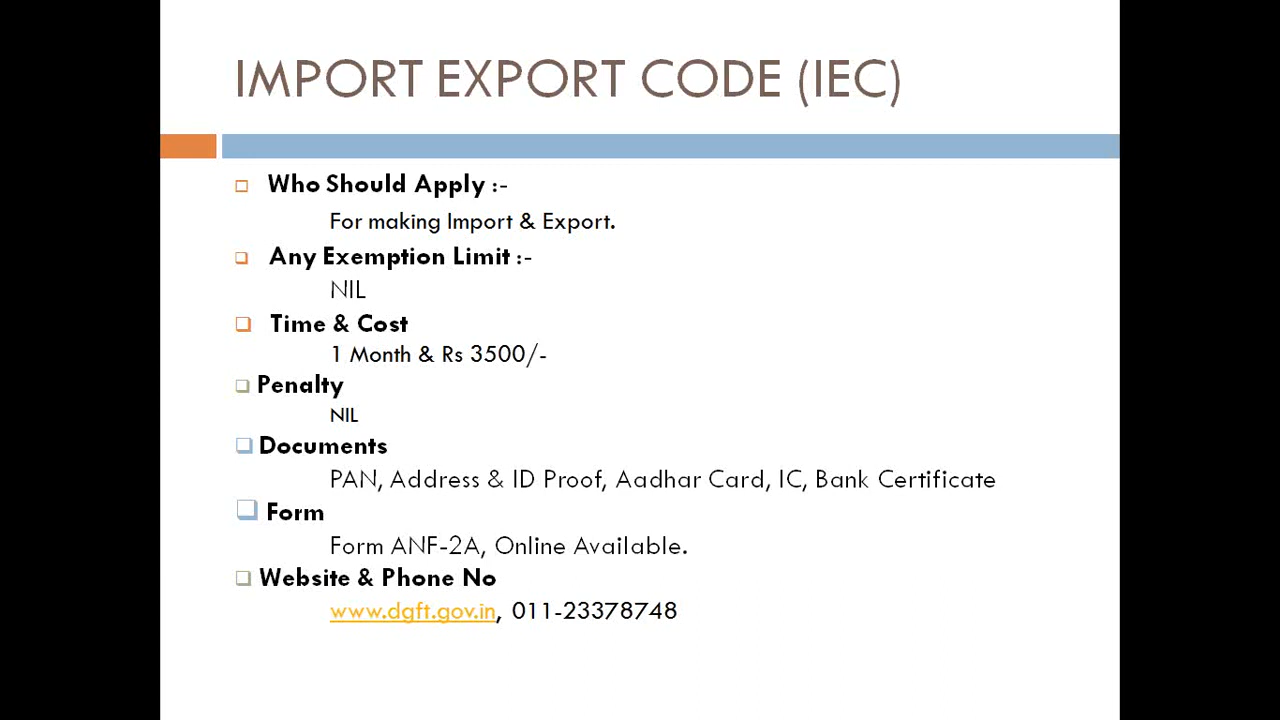 IMPORT EXPORT CODE (IEC)
Who Should Apply :-
For making Import & Export.
Any Exemption Limit :-
NIL
Time & Cost
1 Month & Rs 3500/-
Penalty
NIL
Documents
PAN, Address & ID Proof, Aadhar Card, IC, Bank Certificate
Form
Form ANF-2A, Online Available.
Website & Phone No
www.dgft.gov.in, 011-23378748